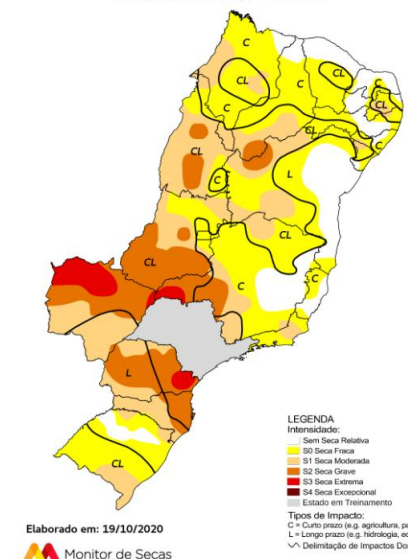 C
CL
C
CL
C
C
C
CL
C
CL
CL
C
L
CL
CL
C
C
L
CL
LEGENDA
Intensidade:
Sem Seca Relativa
S0 Seca Fraca
S1 Seca Moderada
S2 Seca Grave
S3 Seca Extrema
S4 Seca Excepcional
Estado em Treinamento
Tipos de Impacto:
C = Curto prazo (e.g. agricultura, pa
L = Longo prazo (e.g. hidrologia, ec
Delimitação de Impactos Do
Elaborado em: 19/10/2020
Monitor de Secas